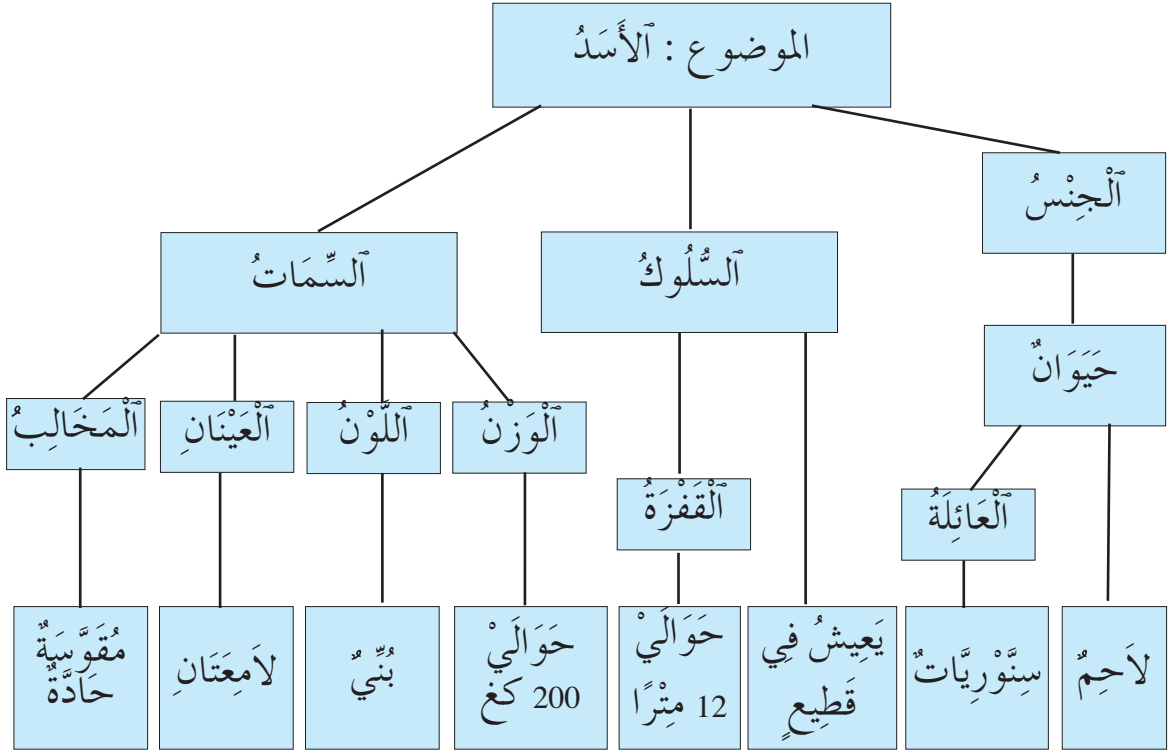 الموضوع : ٱلأَسَدُ
ٱلْجِنْسُ
ٱلسُّلُوكُ
ٱلسِّمَاتُ
حَيَوَانٌ
ٱلْوَزْنُ
ٱللَّوْنُ
ٱلْعَيْنَانِ
ٱلْمَخَالِبُ
ٱلْعَائِلَةُ
ٱلْقَفْزَةُ
لاَحِمٌ
سِنَّوْرِيَّاتٌ
يَعِيشُ فِي
قَطِيعٍ
حَوَالَيْ
12 مِتْرًا
حَوَالَيْ
200 كغ
بُنِّيٌ
لاَمِعَتَانِ
مُقَوَّسَةٌ
حَادَّةٌ